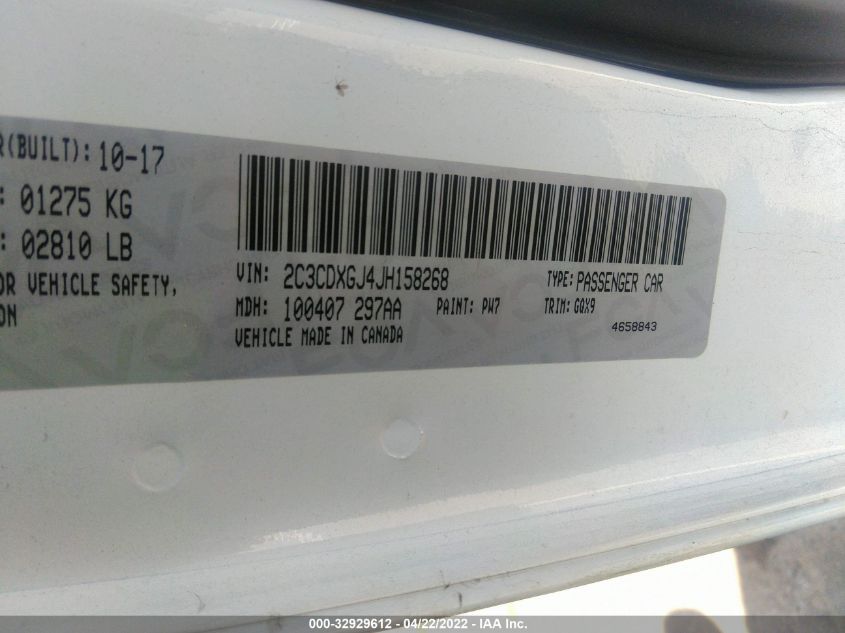 R(BUILT): 10-17
: 01275 KG
: 02810 LB
OR VEHICLE SAFETY,
ON
VIN: 2C3CDXGJ4JH158268 TYPE: PASSENGER CAR
MDH: 100407 297AA PAINT: PW7 TRIM: GQX9
VEHICLE MADE IN CANADA 4658843
000-32929612 - 04/22/2022 - IAA Inc.